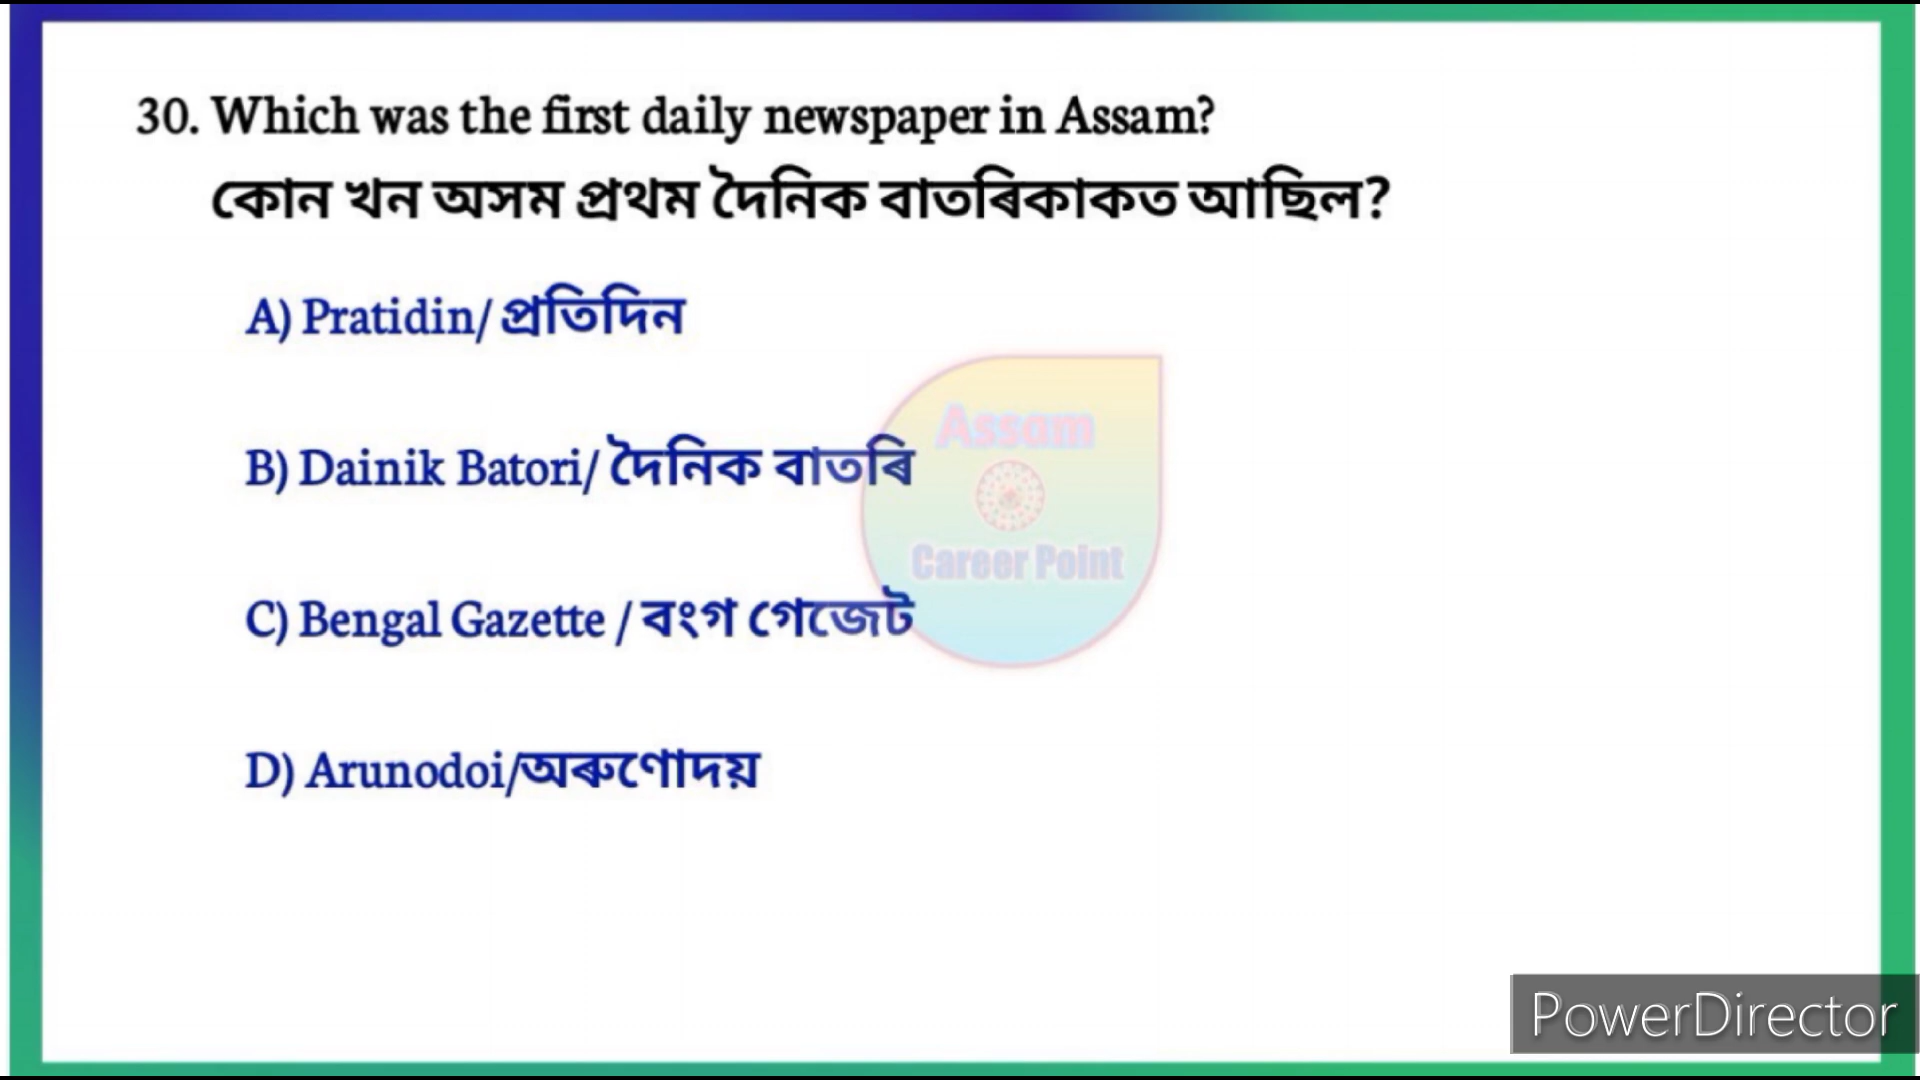 30. Which was the first daily newspaper in Assam?
কোন খন অসম প্ৰথম দৈনিক বাতৰিকাকত আছিল?
A) Pratidin/ প্ৰতিদিন
B) Dainik Batori/ দৈনিক বাতৰি
C) Bengal Gazette / বংগ গেজেট
D) Arunodoi/অৰুণোদয়
Assam
Career Point
PowerDirector